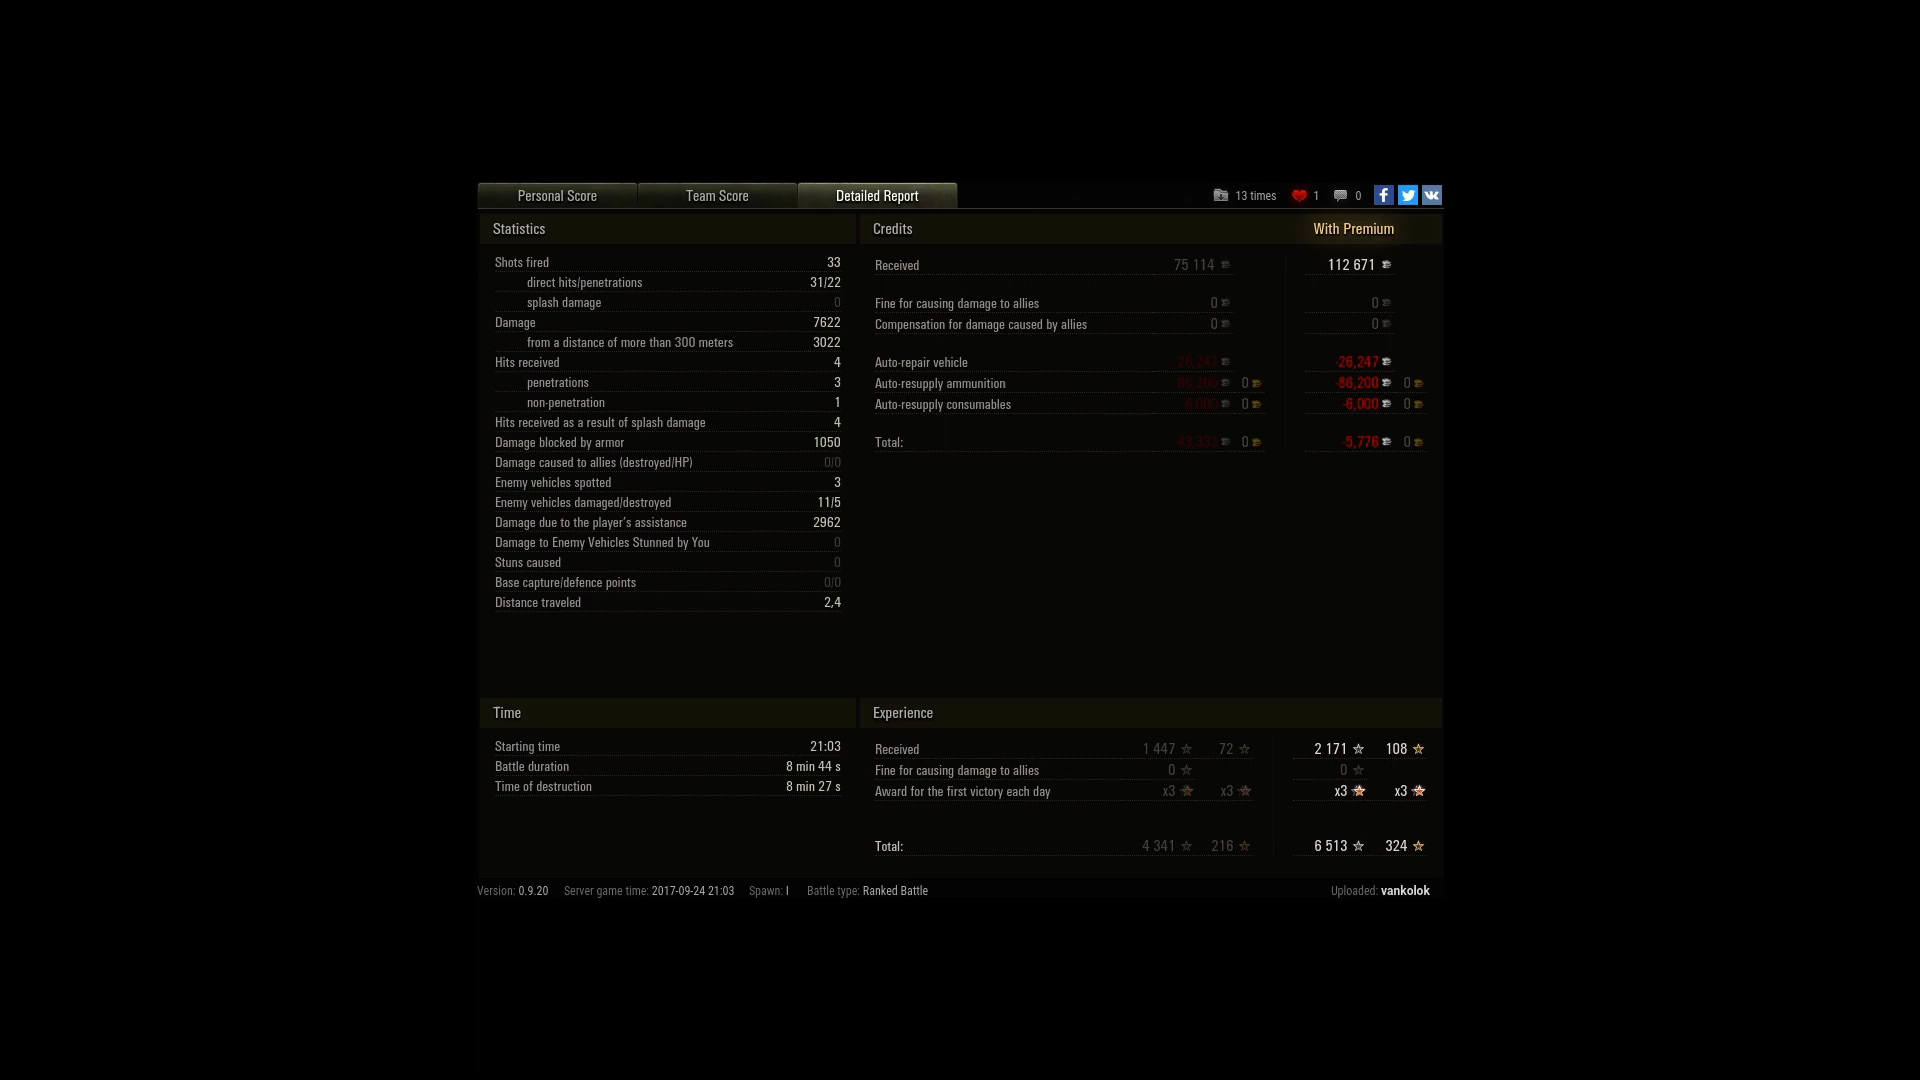 Personal Score Team Score Detailed Report 13 times 1 0
Statistics
Shots fired 33
direct hits/penetrations 31/22
splash damage 0
Damage 7622
from a distance of more than 300 meters 3022
Hits received 4
penetrations 3
non-penetration 1
Hits received as a result of splash damage 4
Damage blocked by armor 1050
Damage caused to allies (destroyed/HP) 0/0
Enemy vehicles spotted 3
Enemy vehicles damaged/destroyed 11/5
Damage due to the player's assistance 2962
Damage to Enemy Vehicles Stunned by You 0
Stuns caused 0
Base capture/defence points 0/0
Distance traveled 2,4
Credits With Premium
Received 75 114 112 671
Fine for causing damage to allies 0 0
Compensation for damage caused by allies 0 0
Auto-repair vehicle -26,247 -26,247
Auto-resupply ammunition -86,200 0 -86,200 0
Auto-resupply consumables -6,000 0 -6,000 0
Total: -43,333 0 -5,776 0
Time
Starting time 21:03
Battle duration 8 min 44 s
Time of destruction 8 min 27 s
Experience
Received 1 447 72 2 171 108
Fine for causing damage to allies 0 0
Award for the first victory each day x3 x3 x3 x3
Total: 4 341 216 6 513 324
Version: 0.9.20 Server game time: 2017-09-24 21:03 Spawn: I Battle type: Ranked Battle Uploaded: vankolok